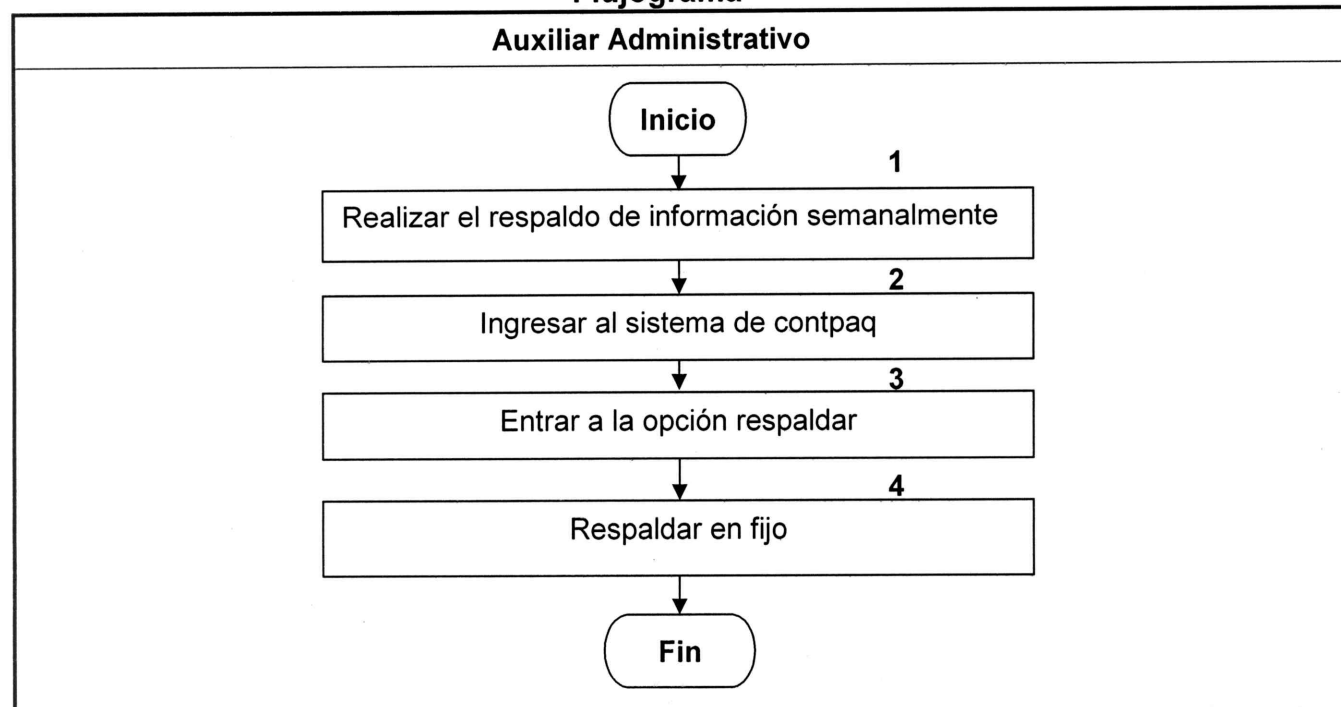 Auxiliar Administrativo
Inicio
1
Realizar el respaldo de información semanalmente
2
Ingresar al sistema de contpaq
3
Entrar a la opción respaldar
4
Respaldar en fijo
Fin